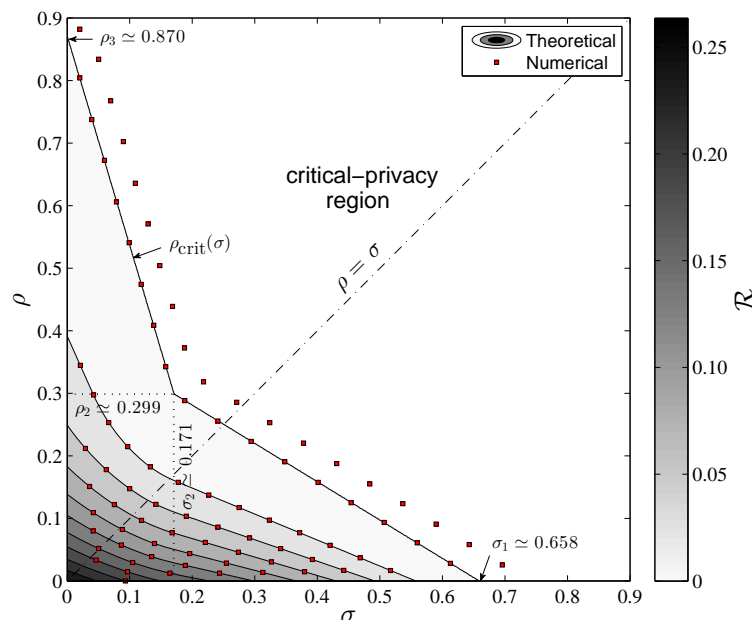 ρ₃ ≃ 0.870
Theoretical
Numerical
critical–privacy
region
ρ_crit(σ)
ρ = σ
ρ₂ ≃ 0.299
σ₂ ≃ 0.171
σ₁ ≃ 0.658
0.9
0.8
0.7
0.6
0.5
0.4
0.3
0.2
0.1
0
ρ
0 0.1 0.2 0.3 0.4 0.5 0.6 0.7 0.8 0.9
σ
0.25
0.20
0.15
0.10
0.05
0
ℛ